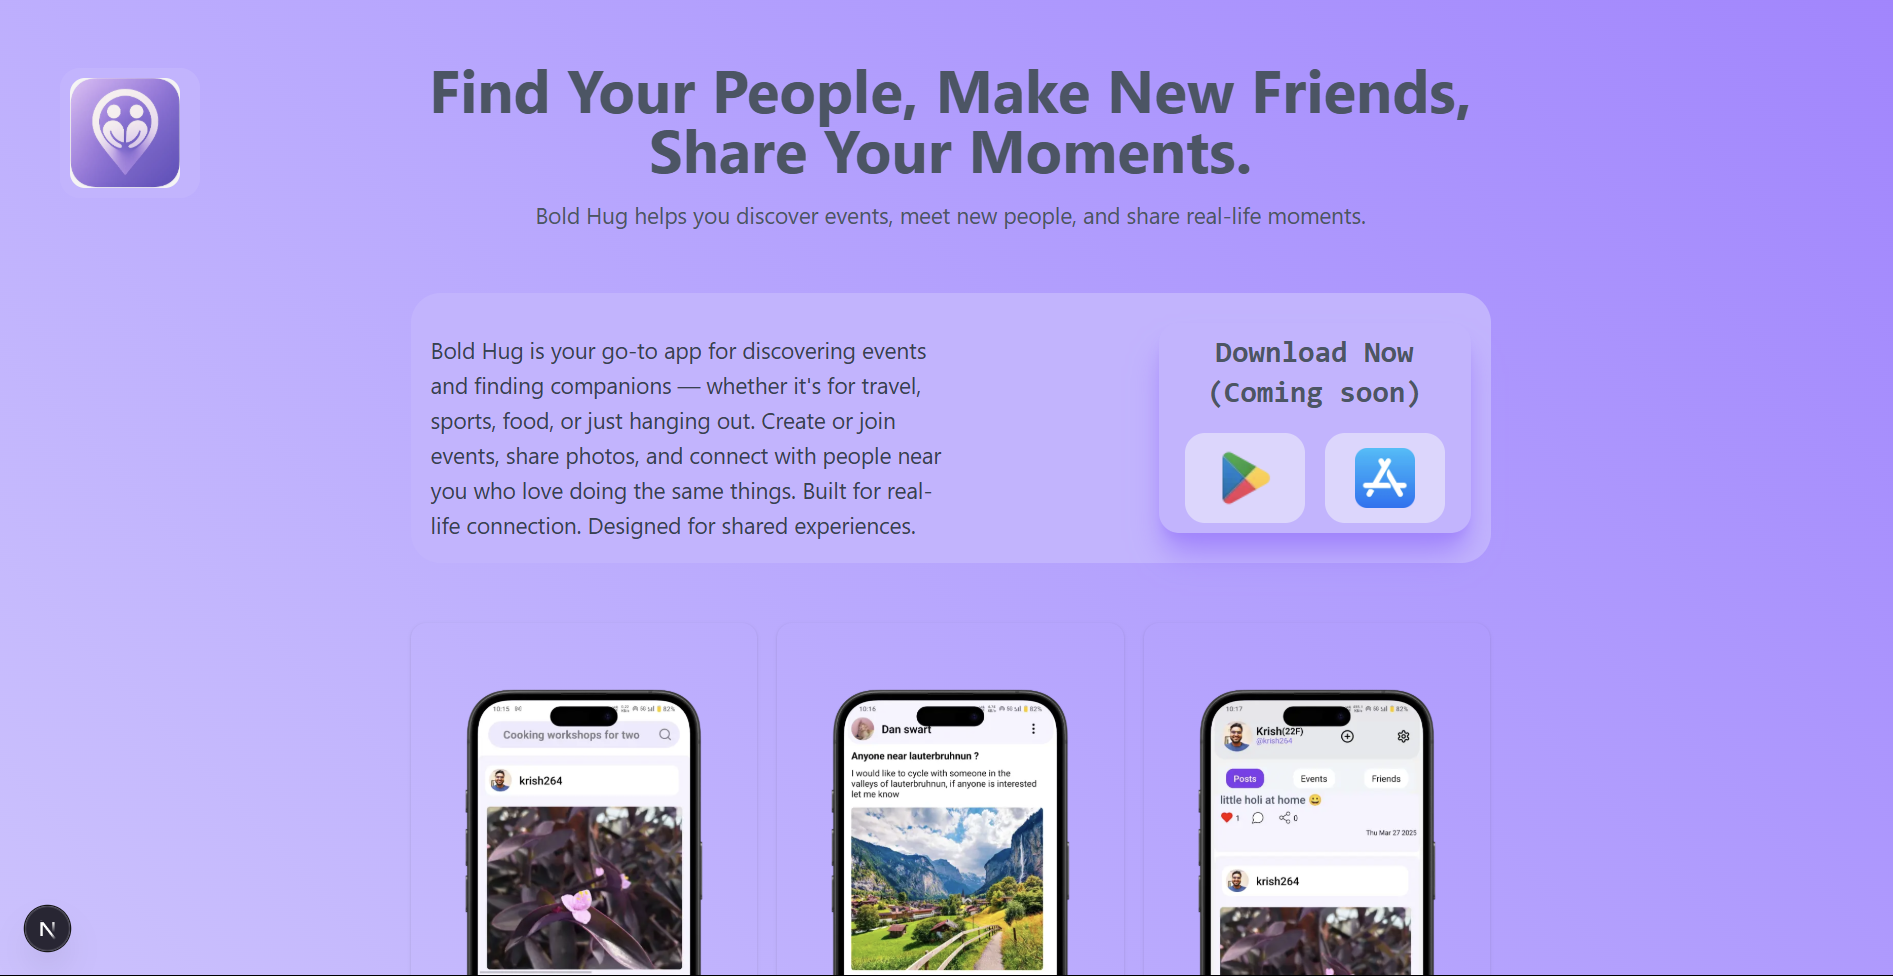 Find Your People, Make New Friends,
Share Your Moments.
Bold Hug helps you discover events, meet new people, and share real-life moments.
Bold Hug is your go-to app for discovering events
and finding companions — whether it's for travel,
sports, food, or just hanging out. Create or join
events, share photos, and connect with people near
you who love doing the same things. Built for real-
life connection. Designed for shared experiences.
Download Now
(Coming soon)
10:15
5G
82%
Cooking workshops for two
krish264
10:16
5G
82%
Dan swart
Anyone near lauterbruhnun ?
I would like to cycle with someone in the
valleys of lauterbruhnun, if anyone is interested
let me know
10:17
5G
82%
Krish(22F)
@krish264
Posts
Events
Friends
little holi at home 😀
1
0
Thu Mar 27 2025
krish264
N